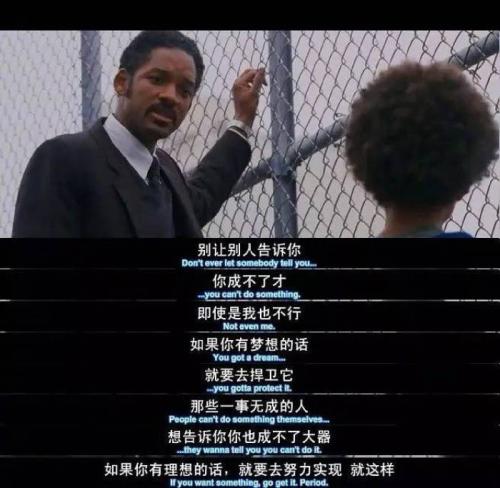 别让别人告诉你
Don't ever let somebody tell you...
你成不了才
...you can't do something.
即使是我也不行
Not even me.
如果你有梦想的话
You got a dream...
就要去捍卫它
...you gotta protect it.
那些一事无成的人
People can't do something themselves...
想告诉你你也成不了大器
...they wanna tell you you can't do it.
如果你有理想的话，就要去努力实现 就这样
If you want something, go get it. Period.